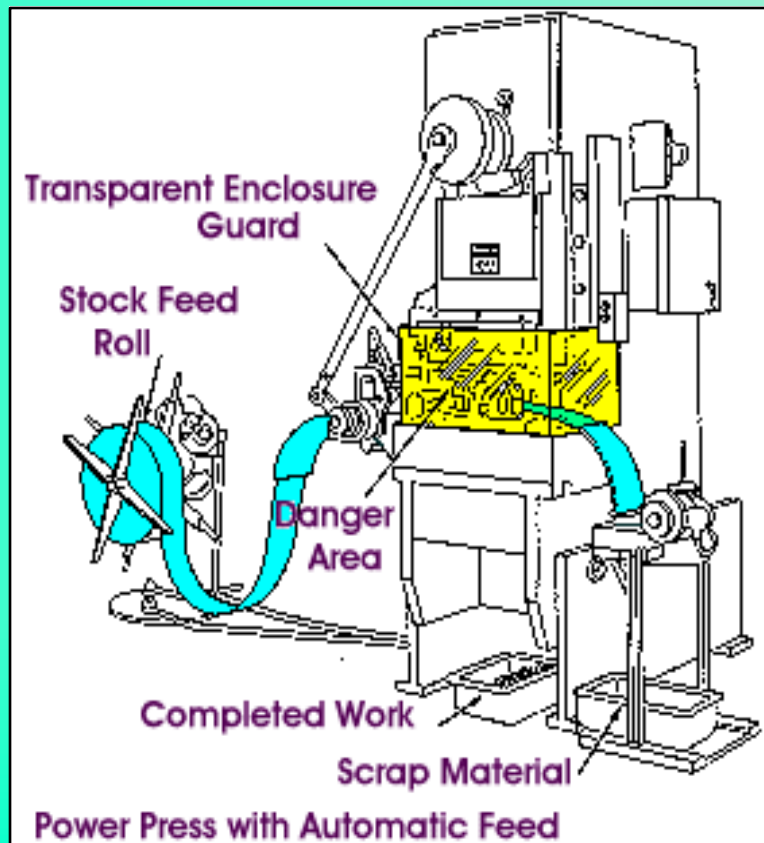 Transparent Enclosure
Guard
Stock Feed
Roll
Danger
Area
Completed Work
Scrap Material
Power Press with Automatic Feed